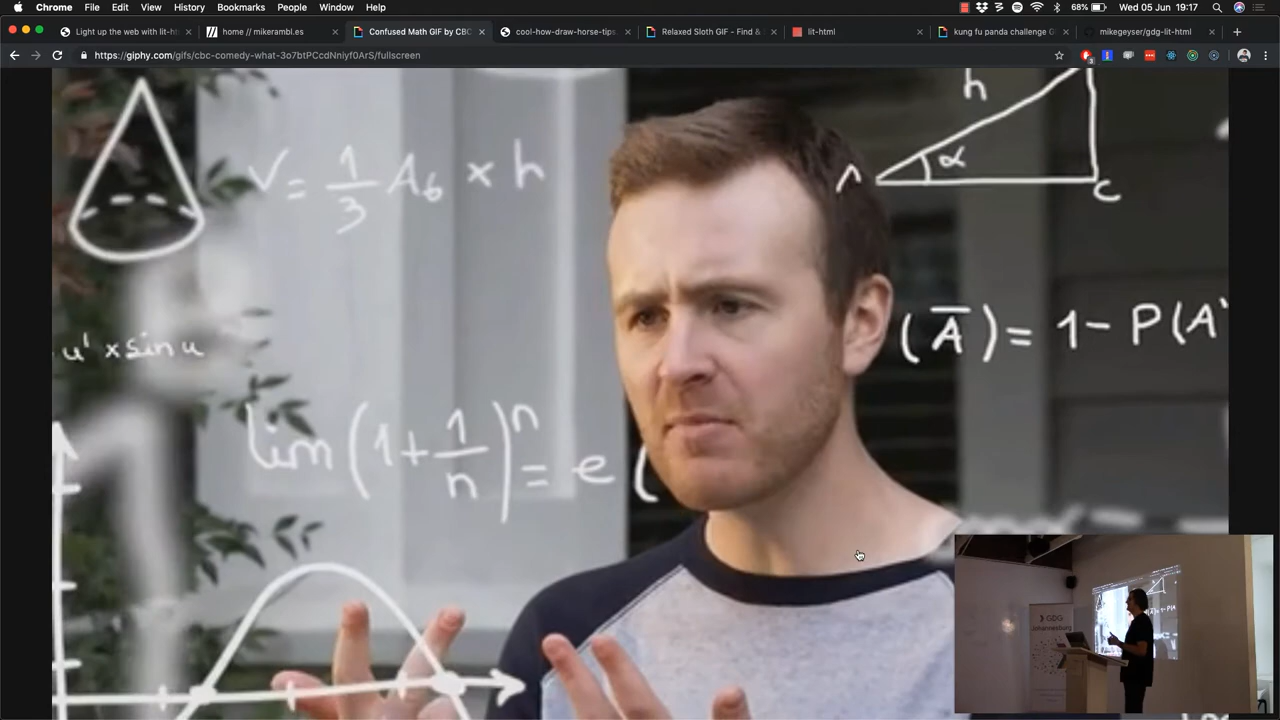 Chrome File Edit View History Bookmarks People Window Help 68% Wed 05 Jun 19:17
Light up the web with lit-h home // mikerambl.es Confused Math GIF by CBC cool-how-draw-horse-tips. Relaxed Sloth GIF - Find & lit-html kung fu panda challenge G mikegeyser/gdg-lit-html
https://giphy.com/gifs/cbc-comedy-what-3o7btPCcdNniyf0ArS/fullscreen
h
V = 1/3 A6 x h
A α C
(Ā) = 1 - P(A
u' x sin u
lim (1 + 1/n)^n = e (
GDG
Johannesburg